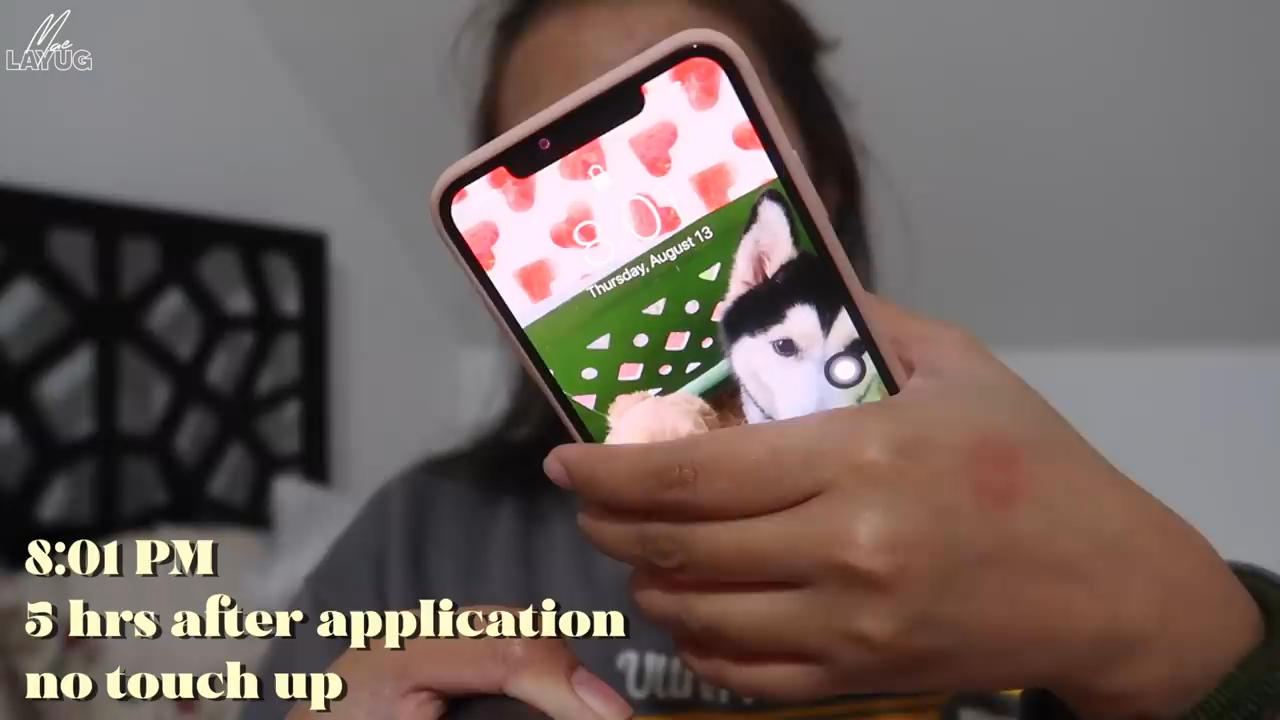 Mae
LAYUG
Thursday, August 13
8:01 PM
5 hrs after application
no touch up